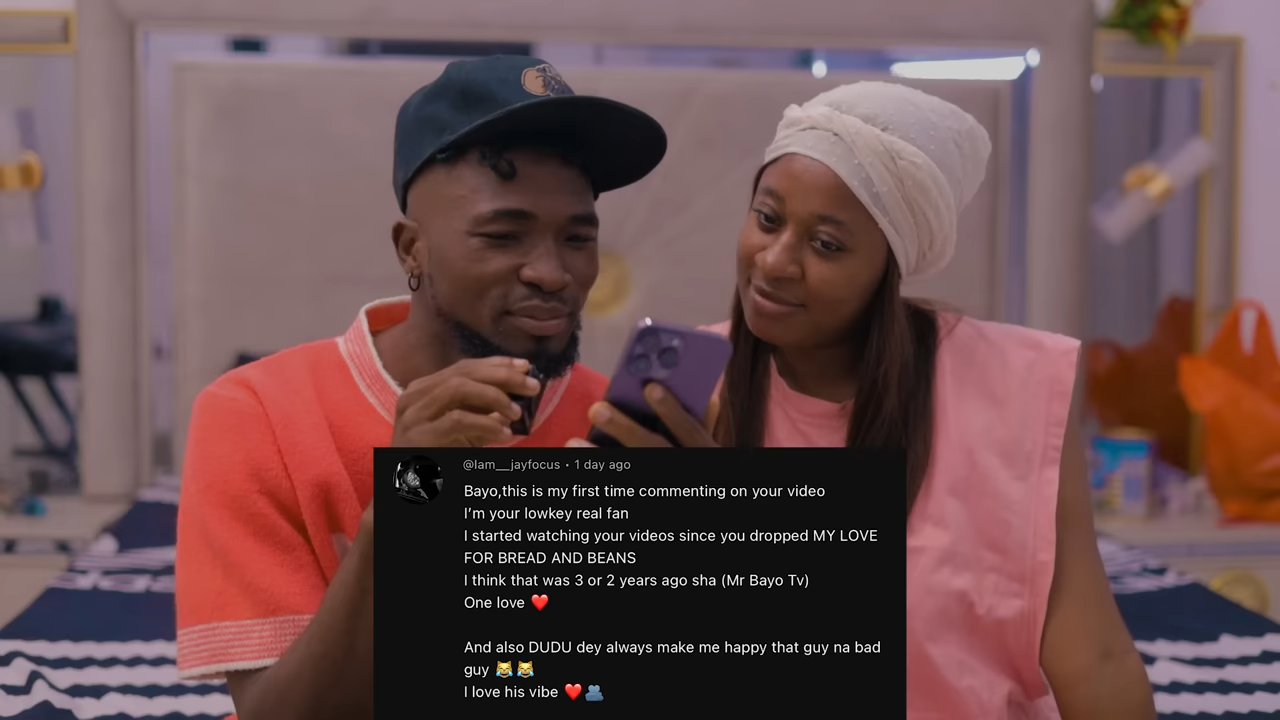 @Iam__jayfocus • 1 day ago
Bayo,this is my first time commenting on your video
I'm your lowkey real fan
I started watching your videos since you dropped MY LOVE
FOR BREAD AND BEANS
I think that was 3 or 2 years ago sha (Mr Bayo Tv)
One love ❤️
And also DUDU dey always make me happy that guy na bad
guy 😹😹
I love his vibe ❤️🫂